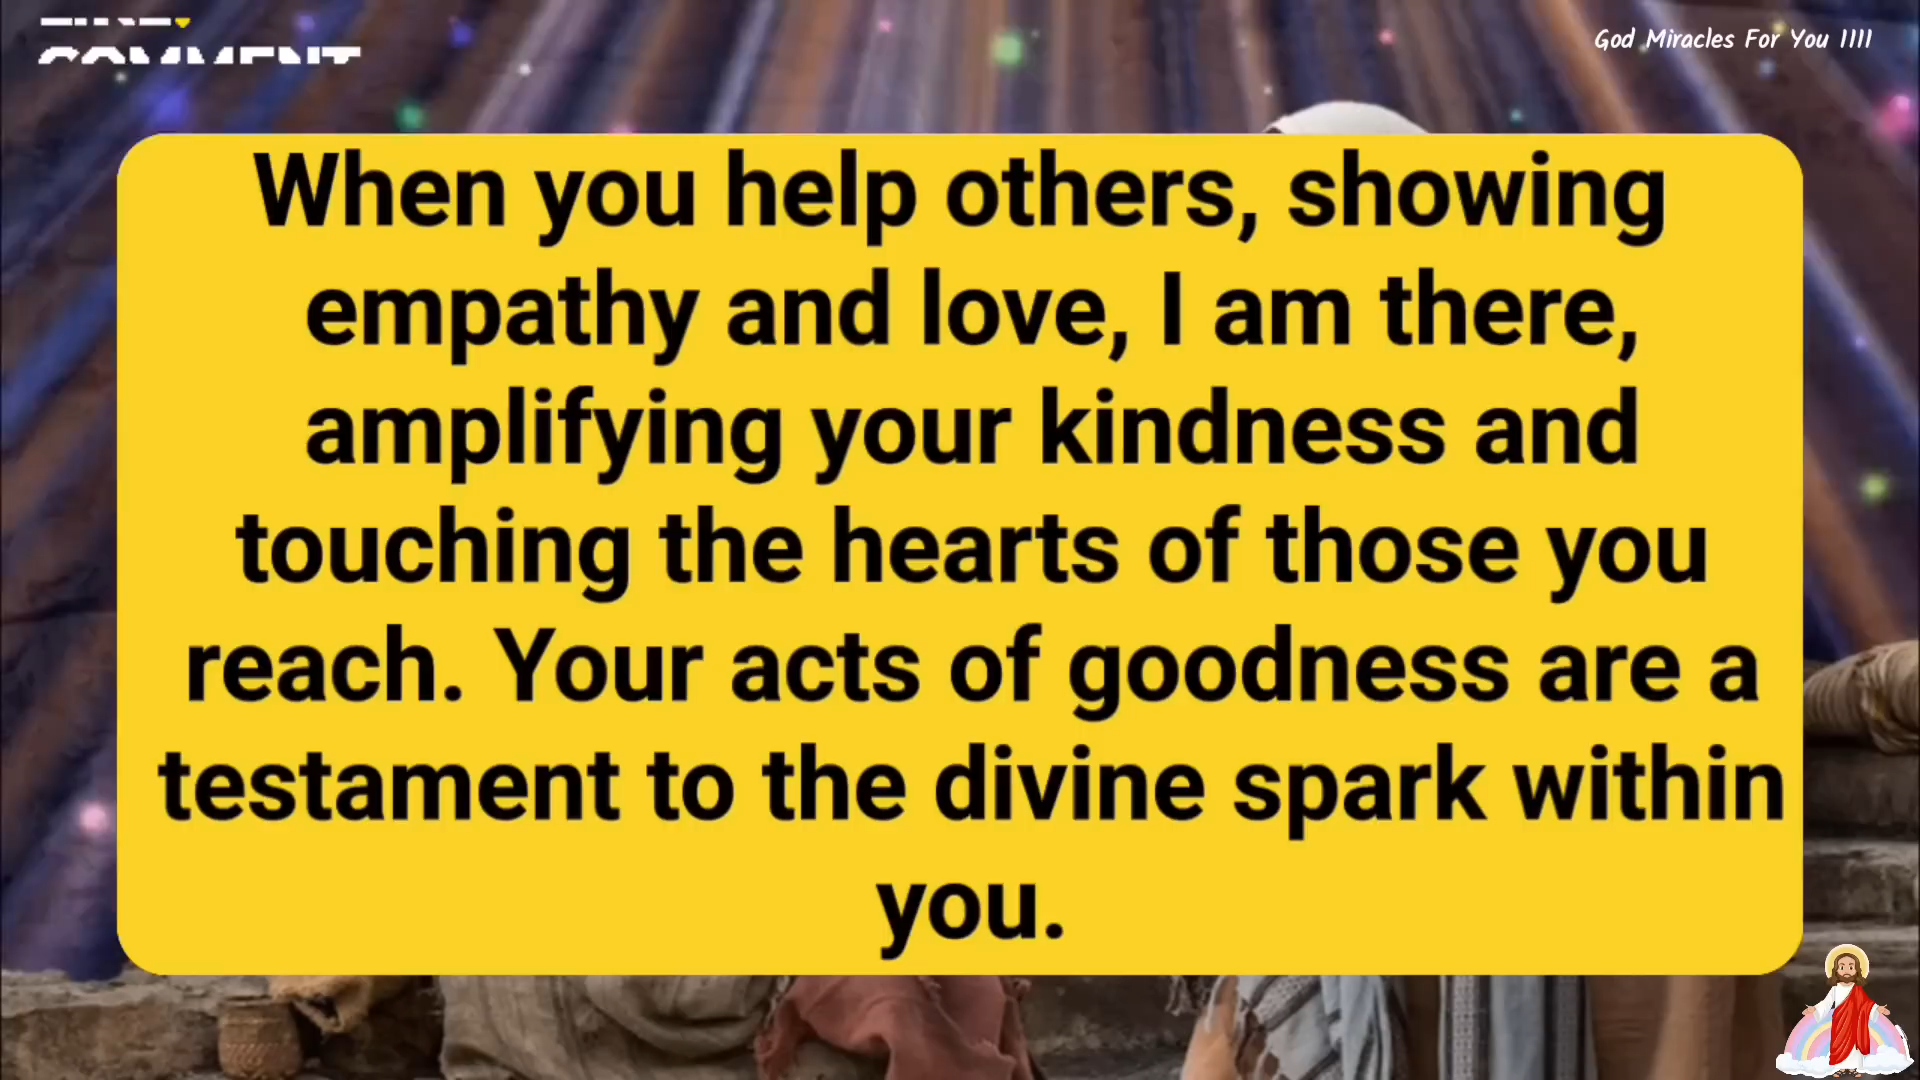 God Miracles For You 1111
When you help others, showing
empathy and love, I am there,
amplifying your kindness and
touching the hearts of those you
reach. Your acts of goodness are a
testament to the divine spark within
you.